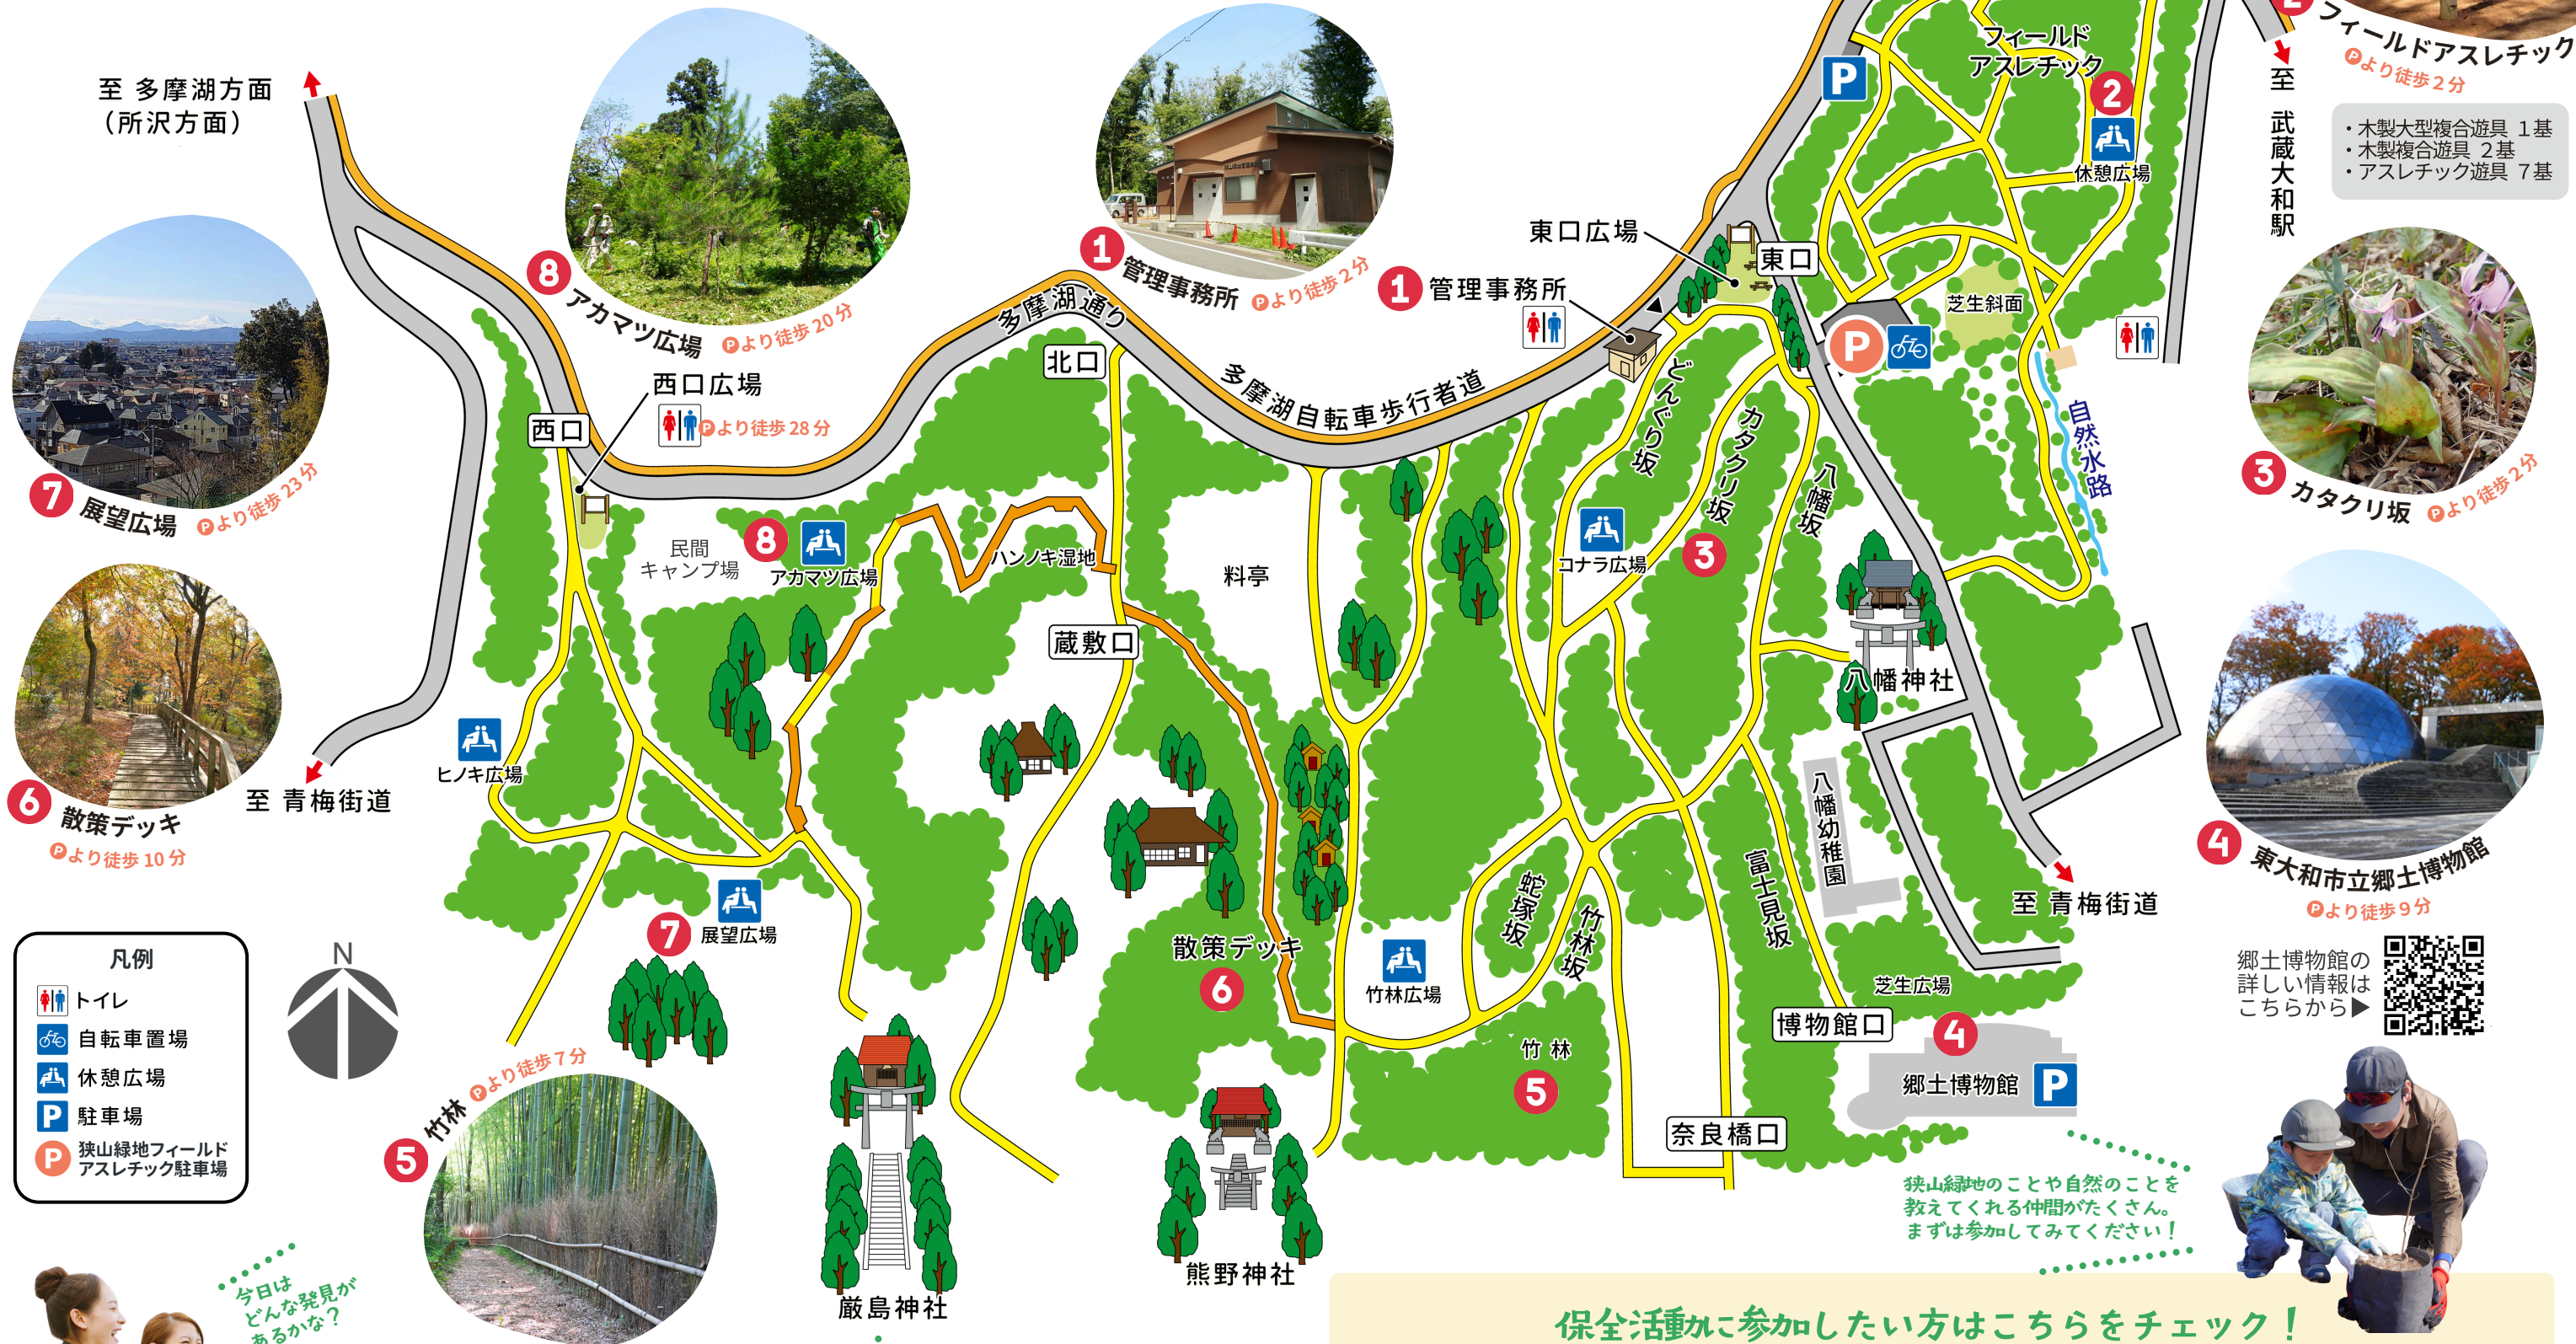 至 多摩湖方面
（所沢方面）
8
アカマツ広場
Pより徒歩20分
1
管理事務所
Pより徒歩2分
フィールド
アスレチック
2
休憩広場
P
至 武蔵大和駅
2
フィールドアスレチック
Pより徒歩2分
・木製大型複合遊具 1基
・木製複合遊具 2基
・アスレチック遊具 7基
7
展望広場
Pより徒歩23分
西口広場
Pより徒歩28分
西口
多摩湖通り
北口
多摩湖自転車歩行者道
東口広場
東口
1 管理事務所
P
芝生斜面
自然水路
3
カタクリ坂
Pより徒歩2分
どんぐり坂
カタクリ坂
3
八幡坂
コナラ広場
民間
キャンプ場
8
アカマツ広場
ハンノキ湿地
料亭
蔵敷口
八幡神社
6
散策デッキ
Pより徒歩10分
ヒノキ広場
至 青梅街道
4
東大和市立郷土博物館
Pより徒歩9分
郷土博物館の
詳しい情報は
こちらから▶
八幡幼稚園
富士見坂
至 青梅街道
蛇塚坂
竹林坂
7
展望広場
散策デッキ
6
竹林広場
芝生広場
博物館口
4
郷土博物館
P
竹林
5
奈良橋口
凡例
トイレ
自転車置場
休憩広場
P 駐車場
P 狭山緑地フィールド
アスレチック駐車場
N
5
竹林
Pより徒歩7分
厳島神社
熊野神社
狭山緑地のことや自然のことを
教えてくれる仲間がたくさん。
まずは参加してみてください！
今日は
どんな発見が
あるかな？
保全活動に参加したい方はこちらをチェック！